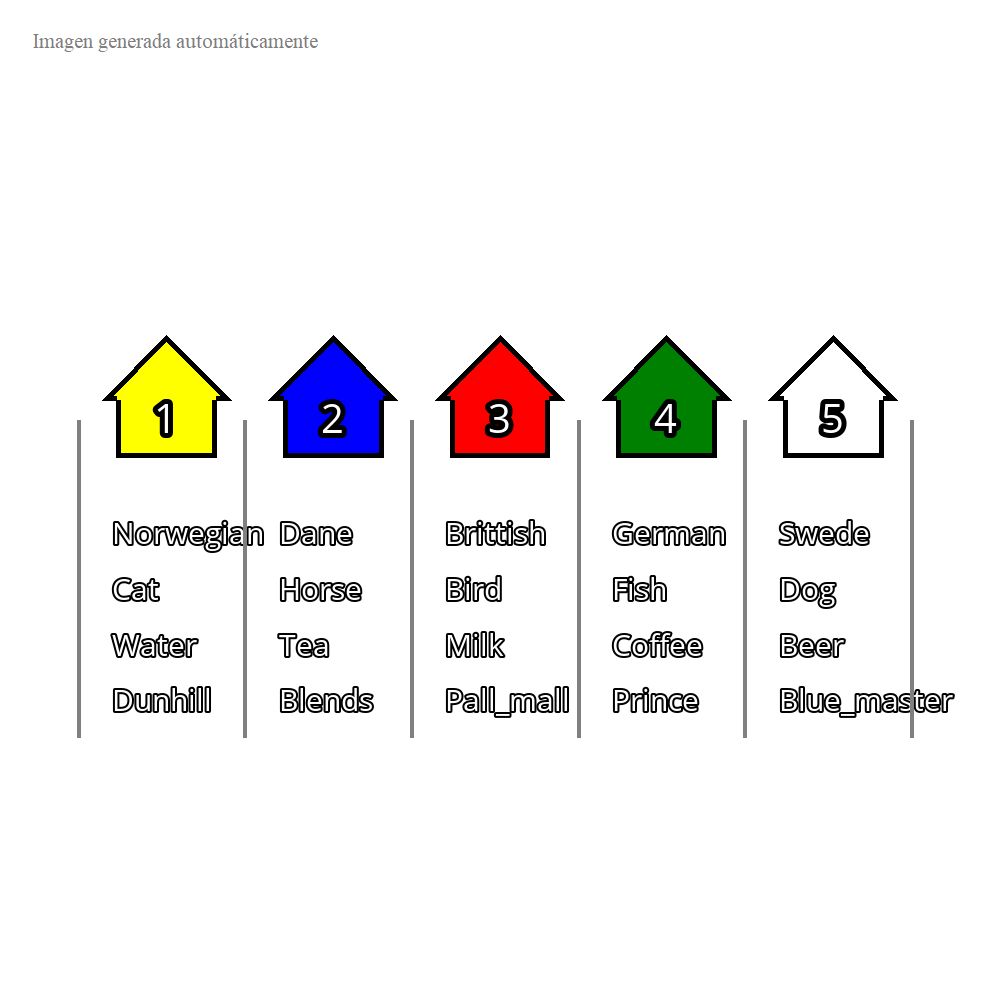 Imagen generada automáticamente
1 2 3 4 5
Norwegian Dane Brittish German Swede
Cat Horse Bird Fish Dog
Water Tea Milk Coffee Beer
Dunhill Blends Pall_mall Prince Blue_master